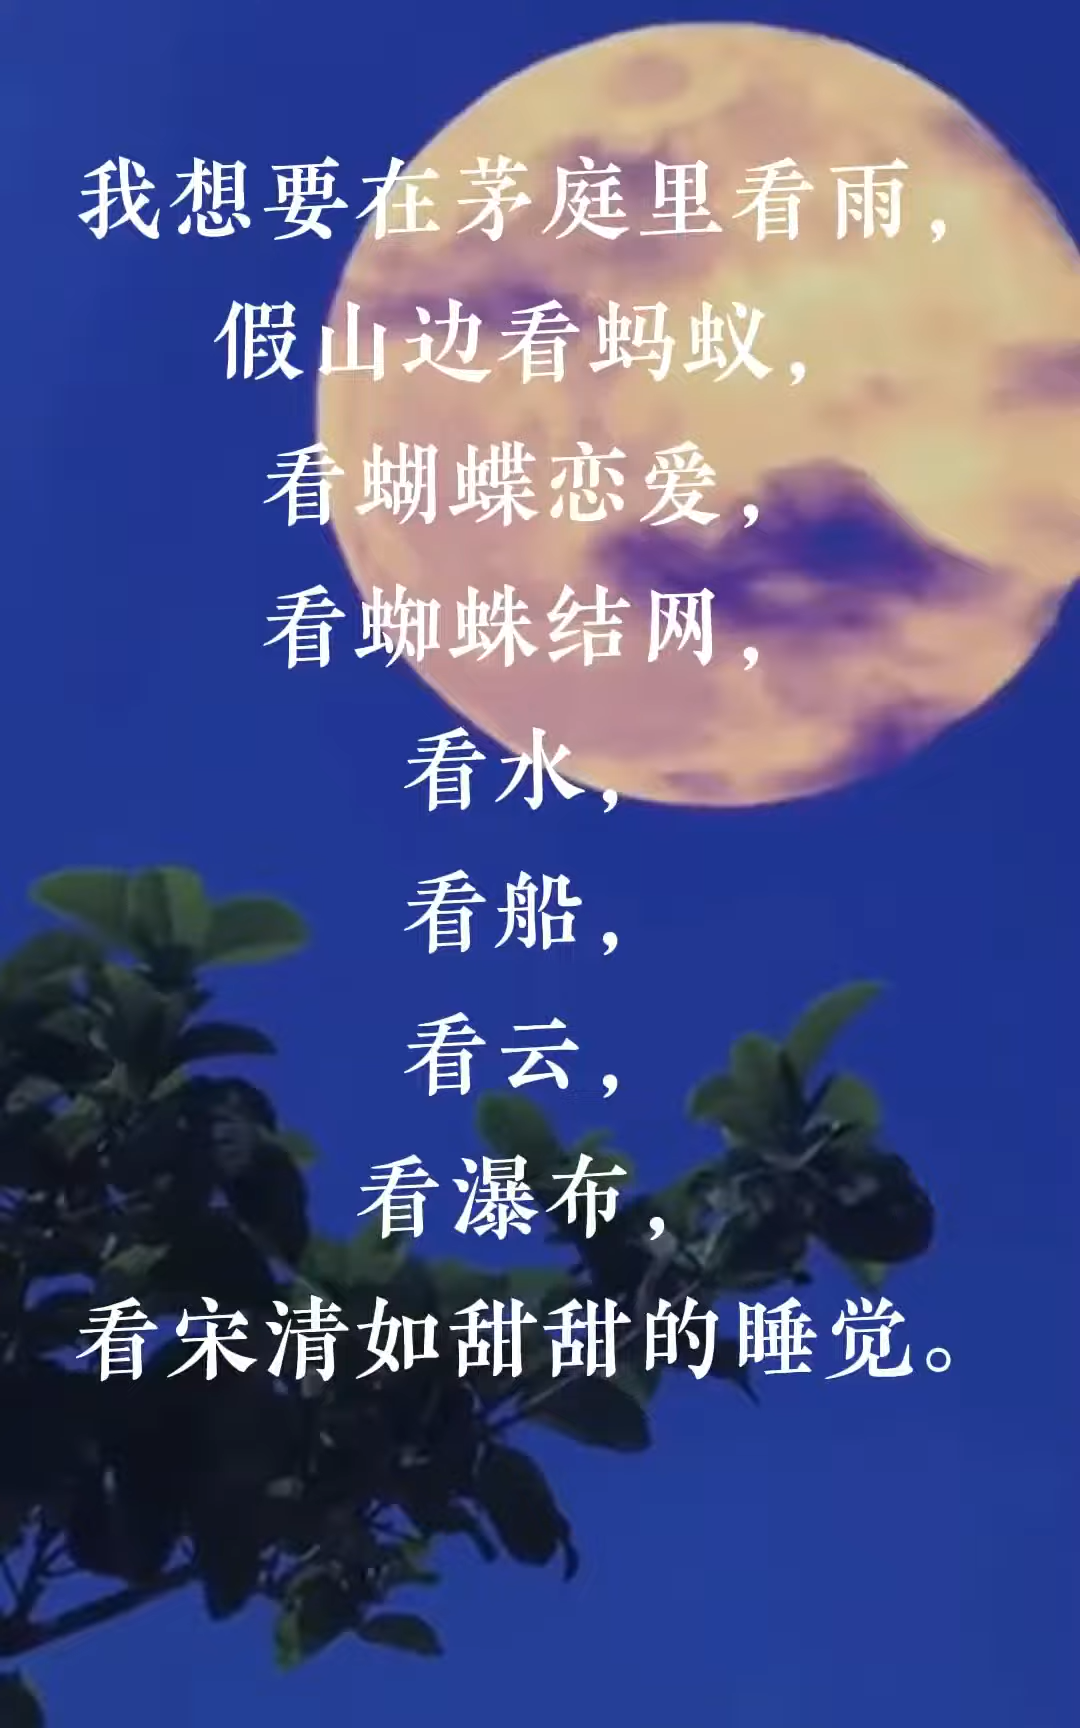 我想要在茅庭里看雨，
假山边看蚂蚁，
看蝴蝶恋爱，
看蜘蛛结网，
看水，
看船，
看云，
看瀑布，
看宋清如甜甜的睡觉。